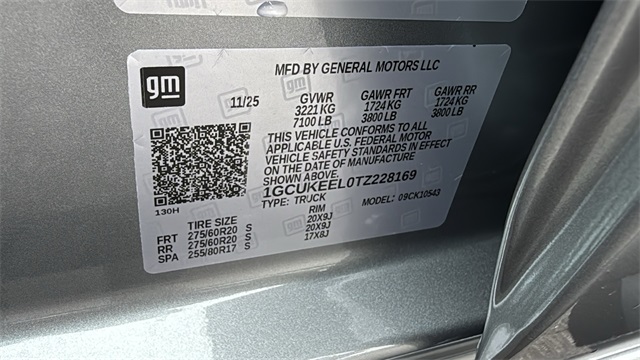 gm
MFD BY GENERAL MOTORS LLC
11/25 GVWR GAWR FRT GAWR RR
3221 KG 1724 KG 1724 KG
7100 LB 3800 LB 3800 LB
THIS VEHICLE CONFORMS TO ALL
APPLICABLE U.S. FEDERAL MOTOR
VEHICLE SAFETY STANDARDS IN EFFECT
ON THE DATE OF MANUFACTURE
SHOWN ABOVE.
1GCUKEEL0TZ228169
TYPE: TRUCK MODEL: 09CK10543
130H
TIRE SIZE RIM
FRT 275/60R20 S 20X9J
RR 275/60R20 S 20X9J
SPA 255/80R17 S 17X8J